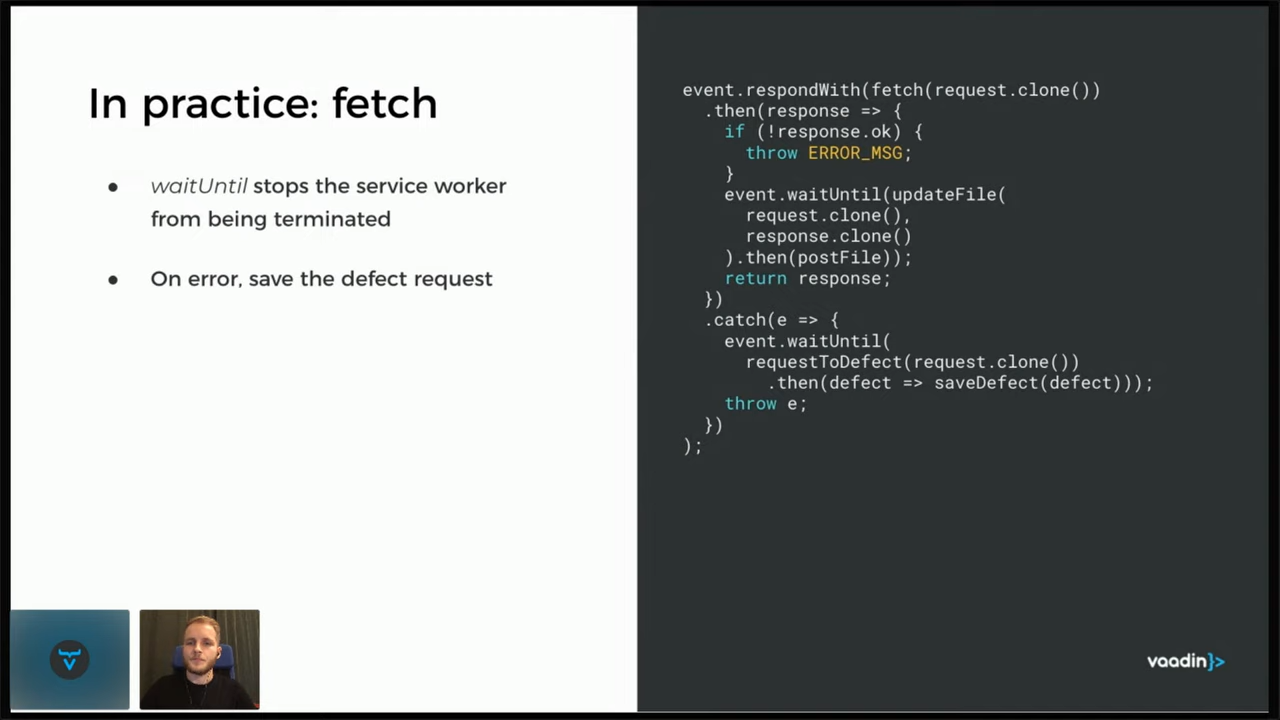 In practice: fetch
● waitUntil stops the service worker
from being terminated
● On error, save the defect request
event.respondWith(fetch(request.clone())
.then(response => {
if (!response.ok) {
throw ERROR_MSG;
}
event.waitUntil(updateFile(
request.clone(),
response.clone()
).then(postFile));
return response;
})
.catch(e => {
event.waitUntil(
requestToDefect(request.clone())
.then(defect => saveDefect(defect)));
throw e;
})
);
vaadin}>